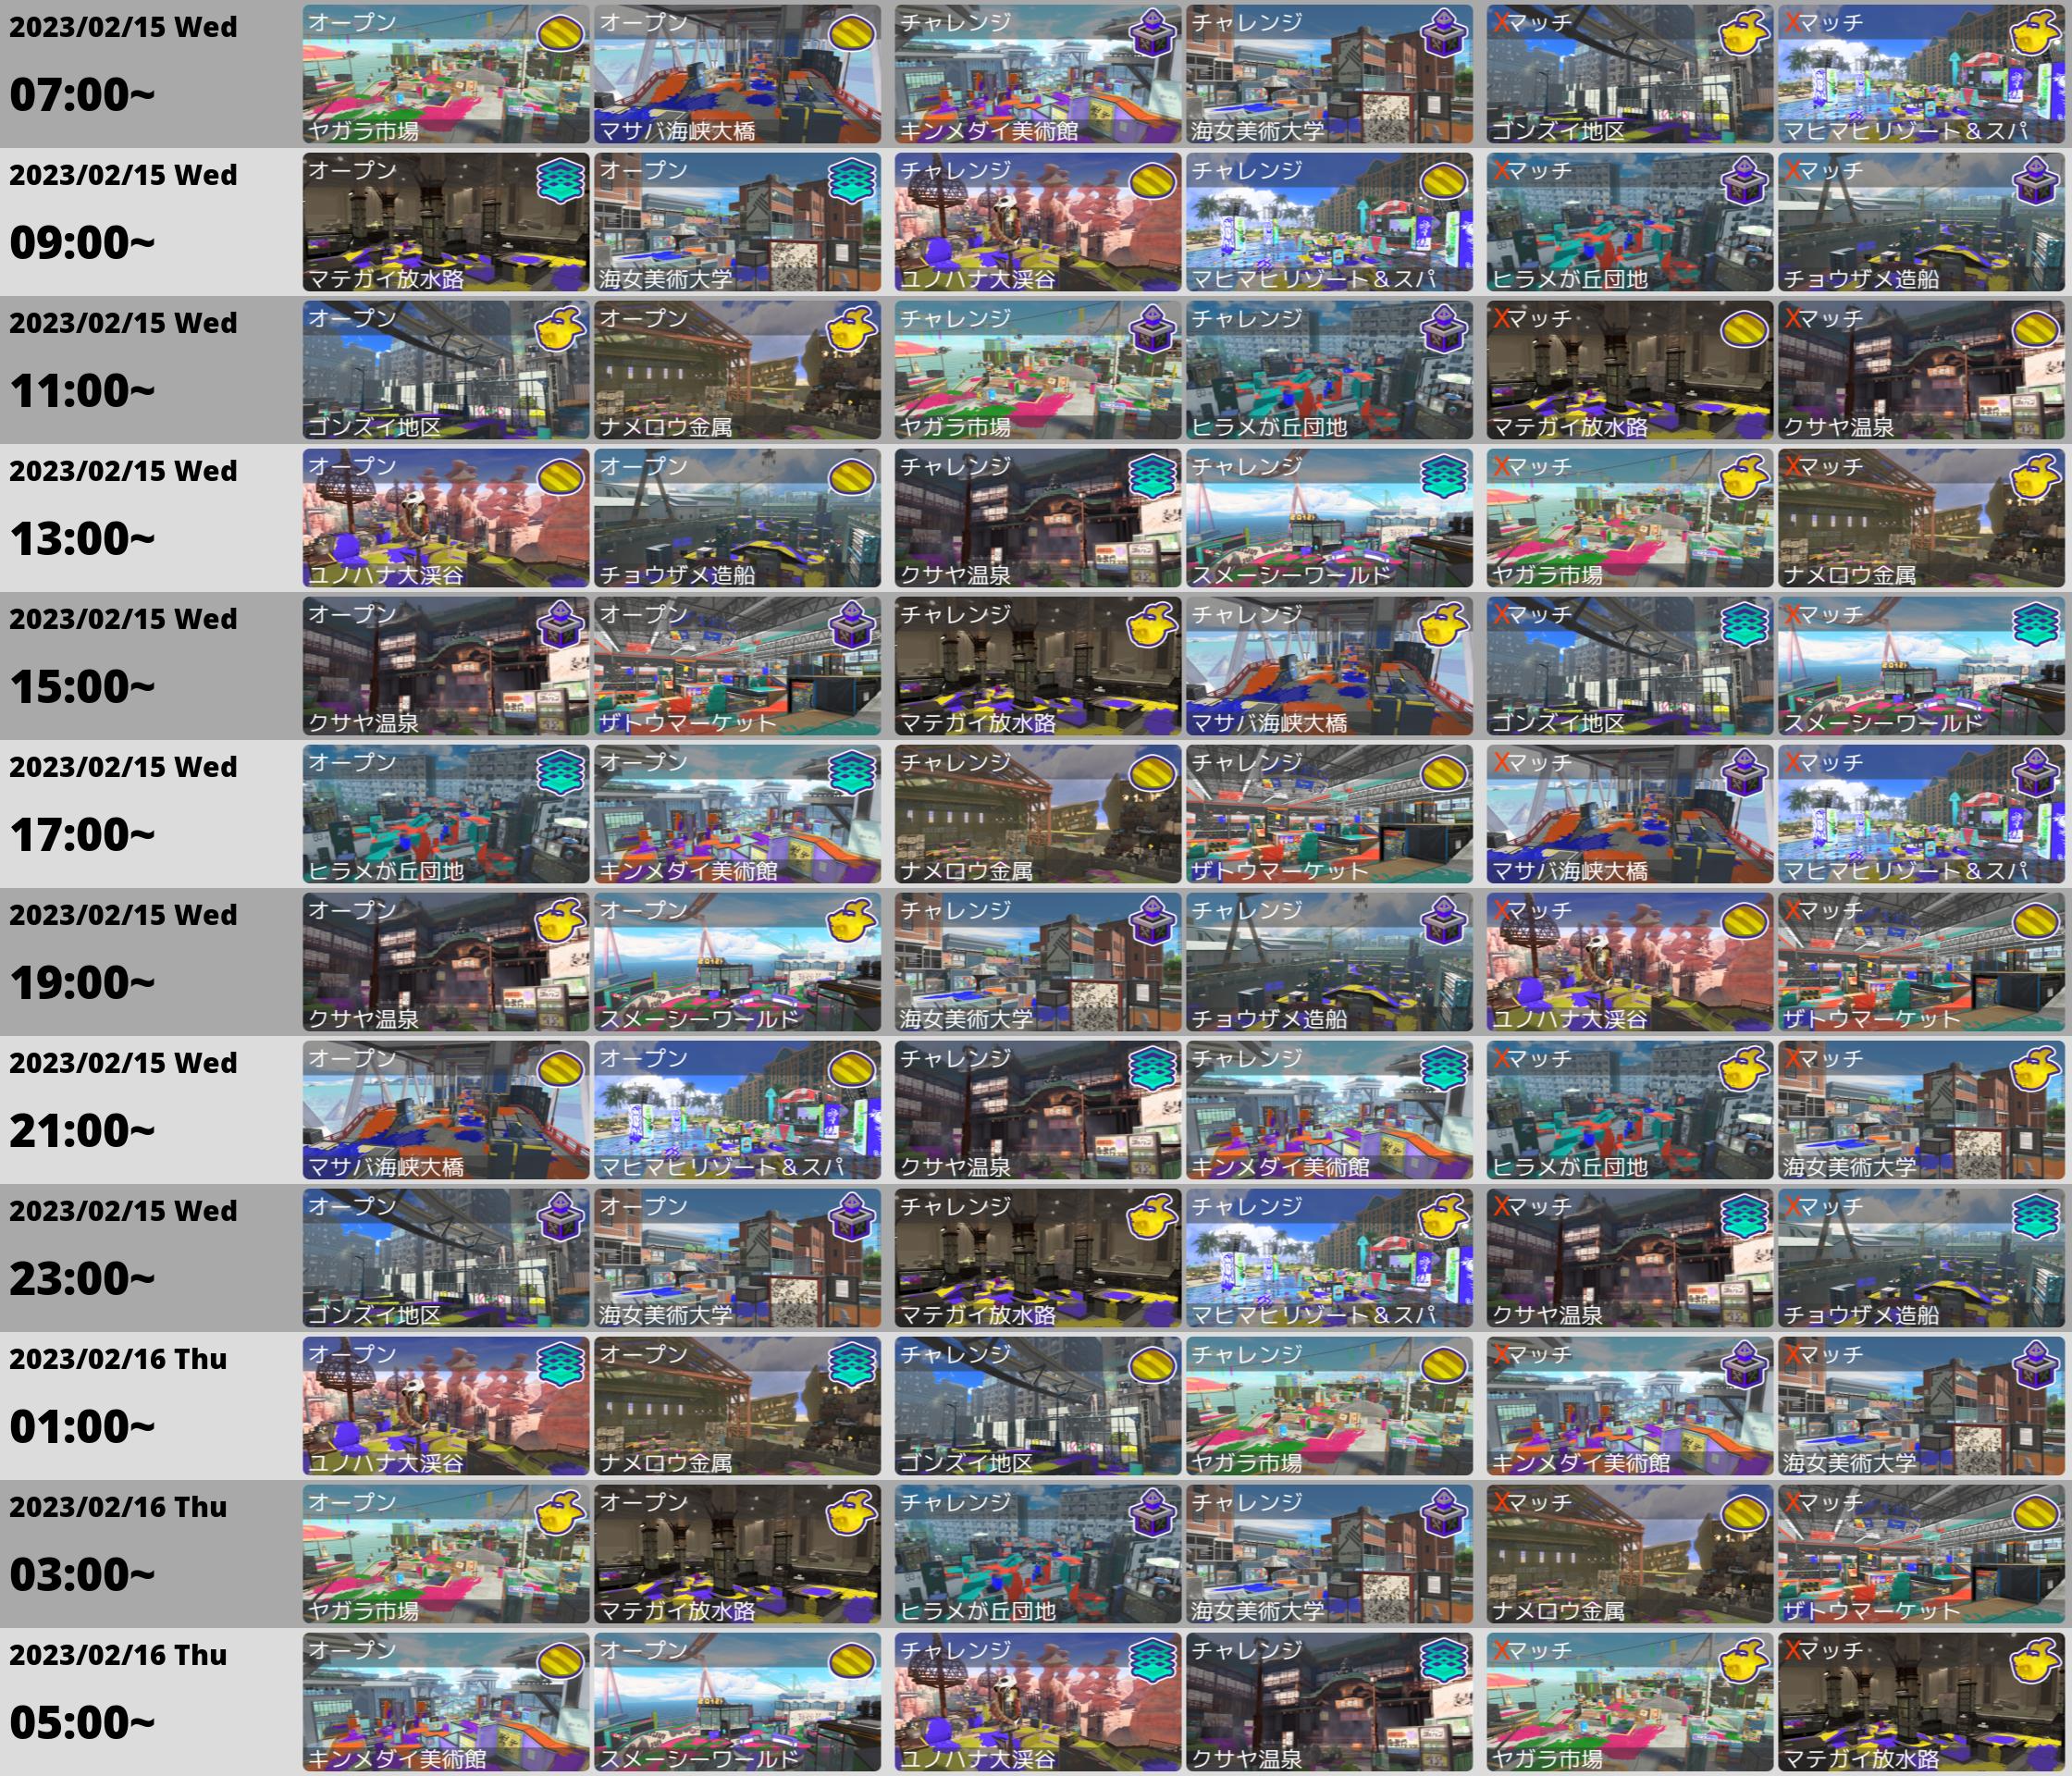 2023/02/15 Wed
07:00~
オープン オープン チャレンジ チャレンジ Xマッチ Xマッチ
ヤガラ市場 マサバ海峡大橋 キンメダイ美術館 海女美術大学 ゴンズイ地区 マヒマヒリゾート&スパ
2023/02/15 Wed
09:00~
オープン オープン チャレンジ チャレンジ Xマッチ Xマッチ
マテガイ放水路 海女美術大学 ユノハナ大渓谷 マヒマヒリゾート&スパ ヒラメが丘団地 チョウザメ造船
2023/02/15 Wed
11:00~
オープン オープン チャレンジ チャレンジ Xマッチ Xマッチ
ゴンズイ地区 ナメロウ金属 ヤガラ市場 ヒラメが丘団地 マテガイ放水路 クサヤ温泉
2023/02/15 Wed
13:00~
オープン オープン チャレンジ チャレンジ Xマッチ Xマッチ
ユノハナ大渓谷 チョウザメ造船 クサヤ温泉 スメーシーワールド ヤガラ市場 ナメロウ金属
2023/02/15 Wed
15:00~
オープン オープン チャレンジ チャレンジ Xマッチ Xマッチ
クサヤ温泉 ザトウマーケット マテガイ放水路 マサバ海峡大橋 ゴンズイ地区 スメーシーワールド
2023/02/15 Wed
17:00~
オープン オープン チャレンジ チャレンジ Xマッチ Xマッチ
ヒラメが丘団地 キンメダイ美術館 ナメロウ金属 ザトウマーケット マサバ海峡大橋 マヒマヒリゾート&スパ
2023/02/15 Wed
19:00~
オープン オープン チャレンジ チャレンジ Xマッチ Xマッチ
クサヤ温泉 スメーシーワールド 海女美術大学 チョウザメ造船 ユノハナ大渓谷 ザトウマーケット
2023/02/15 Wed
21:00~
オープン オープン チャレンジ チャレンジ Xマッチ Xマッチ
マサバ海峡大橋 マヒマヒリゾート&スパ クサヤ温泉 キンメダイ美術館 ヒラメが丘団地 海女美術大学
2023/02/15 Wed
23:00~
オープン オープン チャレンジ チャレンジ Xマッチ Xマッチ
ゴンズイ地区 海女美術大学 マテガイ放水路 マヒマヒリゾート&スパ クサヤ温泉 チョウザメ造船
2023/02/16 Thu
01:00~
オープン オープン チャレンジ チャレンジ Xマッチ Xマッチ
ユノハナ大渓谷 ナメロウ金属 ゴンズイ地区 ヤガラ市場 キンメダイ美術館 海女美術大学
2023/02/16 Thu
03:00~
オープン オープン チャレンジ チャレンジ Xマッチ Xマッチ
ヤガラ市場 マテガイ放水路 ヒラメが丘団地 海女美術大学 ナメロウ金属 ザトウマーケット
2023/02/16 Thu
05:00~
オープン オープン チャレンジ チャレンジ Xマッチ Xマッチ
キンメダイ美術館 スメーシーワールド ユノハナ大渓谷 クサヤ温泉 ヤガラ市場 マテガイ放水路